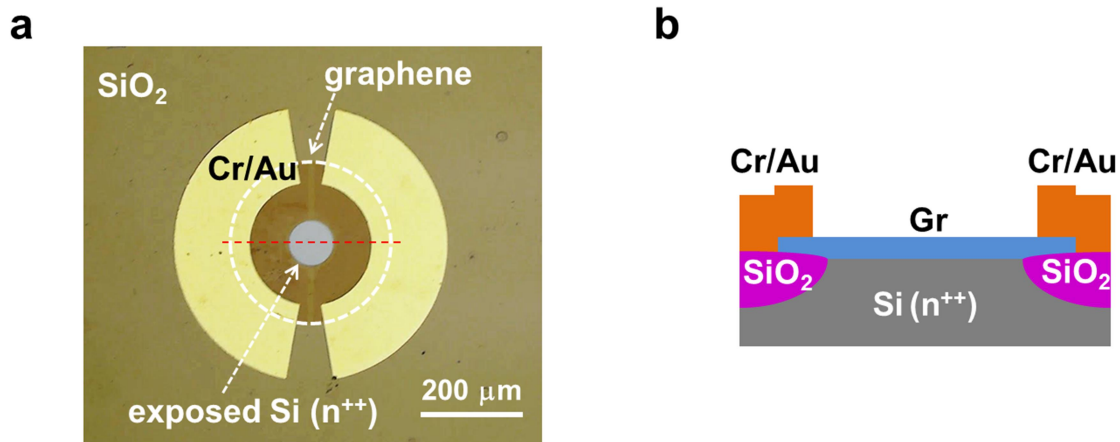 a
SiO₂
graphene
Cr/Au
exposed Si (n⁺⁺)
200 μm
b
Cr/Au
Cr/Au
Gr
SiO₂
SiO₂
Si (n⁺⁺)